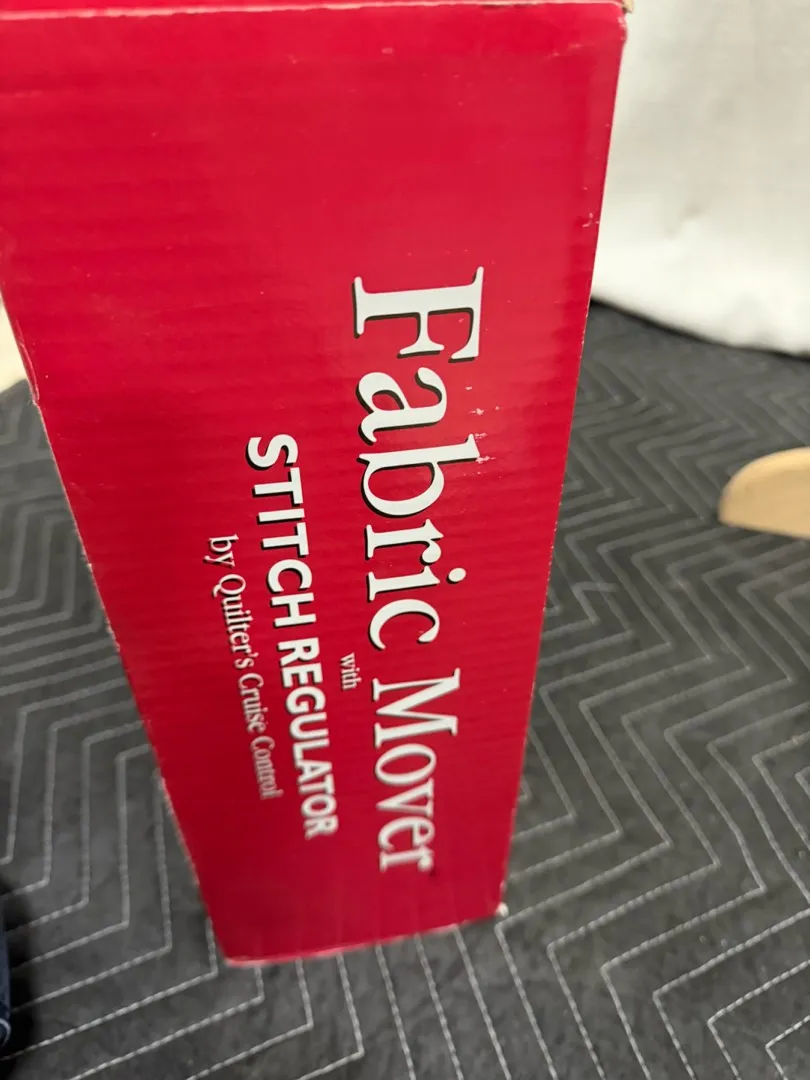 Fabric Mover
with
STITCH REGULATOR
by Quilter's Cruise Control